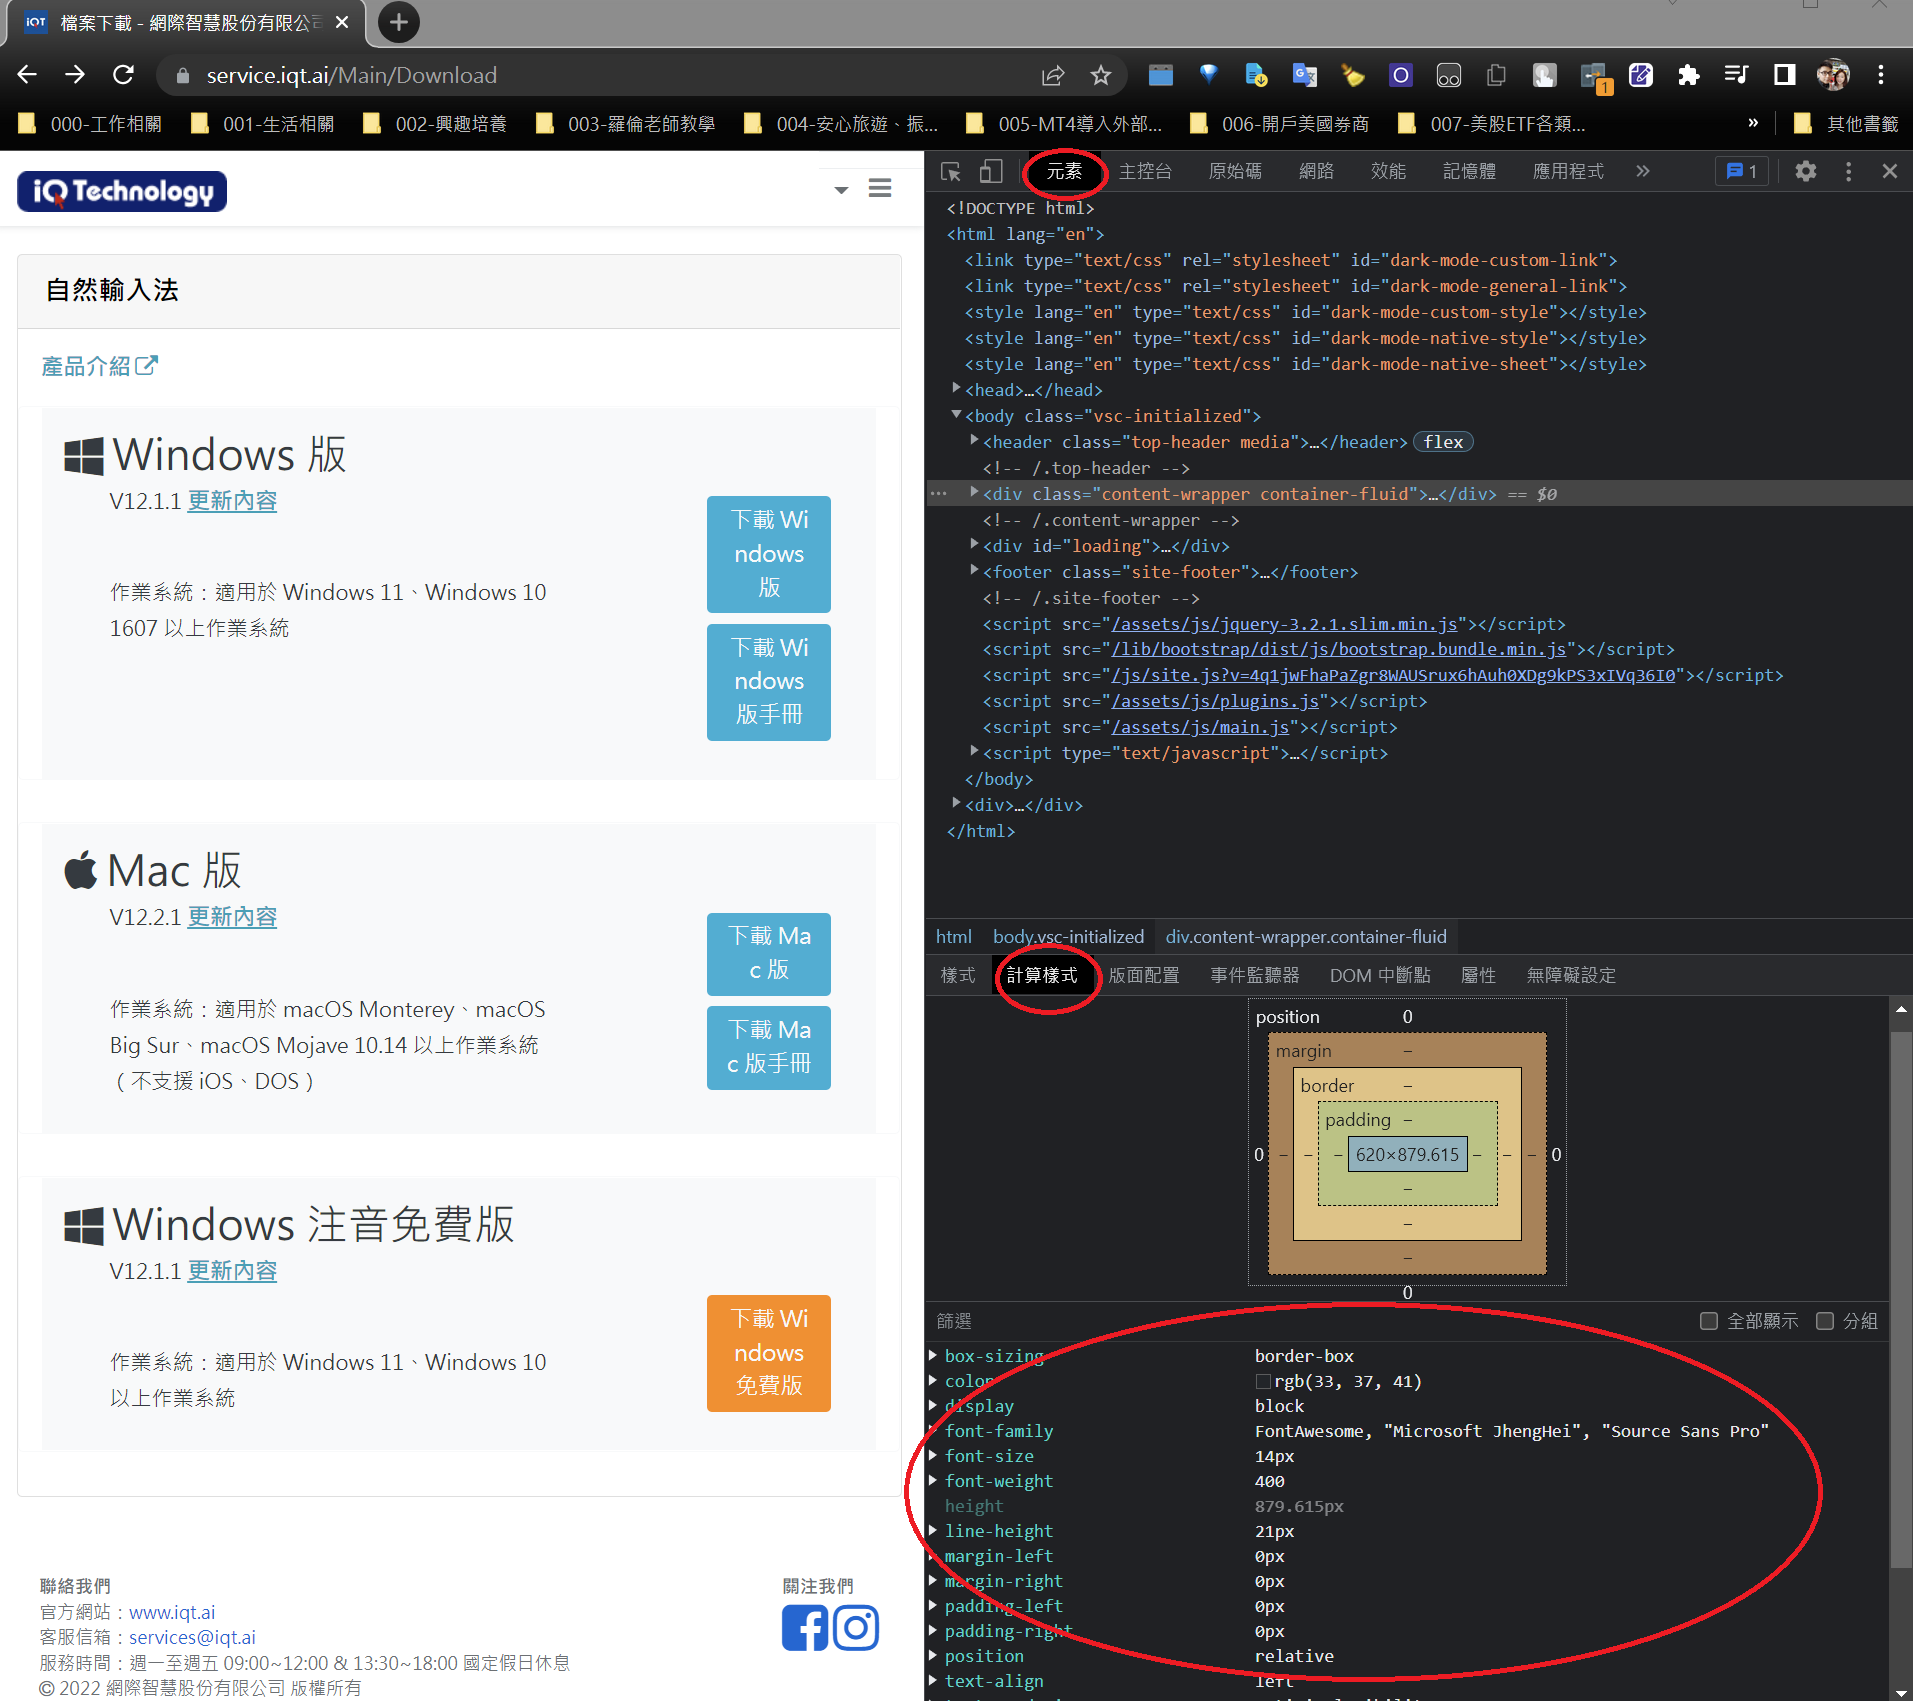 檔案下載 - 網際智慧股份有限公司
service.iqt.ai/Main/Download
1
000-工作相關
001-生活相關
002-興趣培養
003-羅倫老師教學
004-安心旅遊、振...
005-MT4導入外部...
006-開戶美國券商
007-美股ETF各類...
»
其他書籤
iQ Technology
自然輸入法
產品介紹
Windows 版
V12.1.1 更新內容
作業系統：適用於 Windows 11、Windows 10
1607 以上作業系統
下載 Wi
ndows
版
下載 Wi
ndows
版手冊
Mac 版
V12.2.1 更新內容
作業系統：適用於 macOS Monterey、macOS
Big Sur、macOS Mojave 10.14 以上作業系統
（不支援 iOS、DOS）
下載 Ma
c 版
下載 Ma
c 版手冊
Windows 注音免費版
V12.1.1 更新內容
作業系統：適用於 Windows 11、Windows 10
以上作業系統
下載 Wi
ndows
免費版
聯絡我們
官方網站：www.iqt.ai
客服信箱：services@iqt.ai
服務時間：週一至週五 09:00~12:00 & 13:30~18:00 國定假日休息
© 2022 網際智慧股份有限公司 版權所有
關注我們
元素 主控台 原始碼 網路 效能 記憶體 應用程式 » 1
<!DOCTYPE html>
<html lang="en">
<link type="text/css" rel="stylesheet" id="dark-mode-custom-link">
<link type="text/css" rel="stylesheet" id="dark-mode-general-link">
<style lang="en" type="text/css" id="dark-mode-custom-style"></style>
<style lang="en" type="text/css" id="dark-mode-native-style"></style>
<style lang="en" type="text/css" id="dark-mode-native-sheet"></style>
<head>…</head>
<body class="vsc-initialized">
<header class="top-header media">…</header> flex
<!-- /.top-header -->
<div class="content-wrapper container-fluid">…</div> == $0
<!-- /.content-wrapper -->
<div id="loading">…</div>
<footer class="site-footer">…</footer>
<!-- /.site-footer -->
<script src="/assets/js/jquery-3.2.1.slim.min.js"></script>
<script src="/lib/bootstrap/dist/js/bootstrap.bundle.min.js"></script>
<script src="/js/site.js?v=4q1jwFhaPaZgr8WAUSrux6hAuh0XDg9kPS3xIVq36I0"></script>
<script src="/assets/js/plugins.js"></script>
<script src="/assets/js/main.js"></script>
<script type="text/javascript">…</script>
</body>
<div>…</div>
</html>
html body.vsc-initialized div.content-wrapper.container-fluid
樣式 計算樣式 版面配置 事件監聽器 DOM 中斷點 屬性 無障礙設定
position 0
margin –
border –
padding –
0 – – – 620×879.615 – – – 0
–
–
–
0
篩選 全部顯示 分組
box-sizing border-box
color rgb(33, 37, 41)
display block
font-family FontAwesome, "Microsoft JhengHei", "Source Sans Pro"
font-size 14px
font-weight 400
height 879.615px
line-height 21px
margin-left 0px
margin-right 0px
padding-left 0px
padding-right 0px
position relative
text-align left